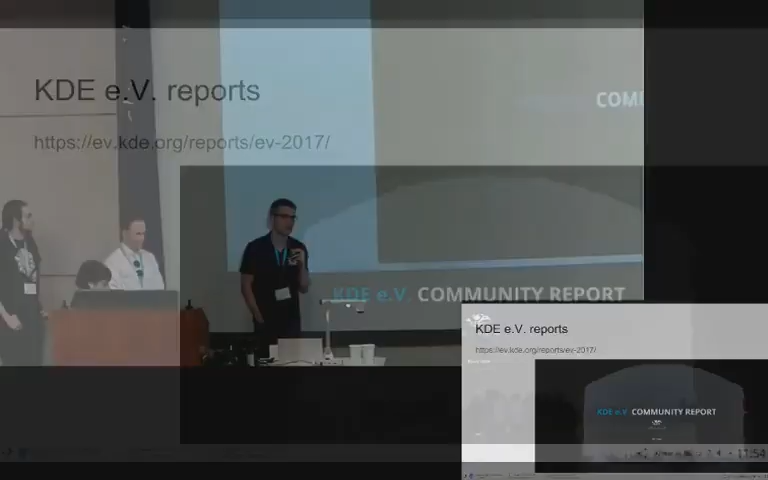 KDE e.V. reports
https://ev.kde.org/reports/ev-2017/
COM
KDE e.V. COMMUNITY REPORT
KDE e.V. reports
https://ev.kde.org/reports/ev-2017/
KDE e.V. COMMUNITY REPORT
11:54